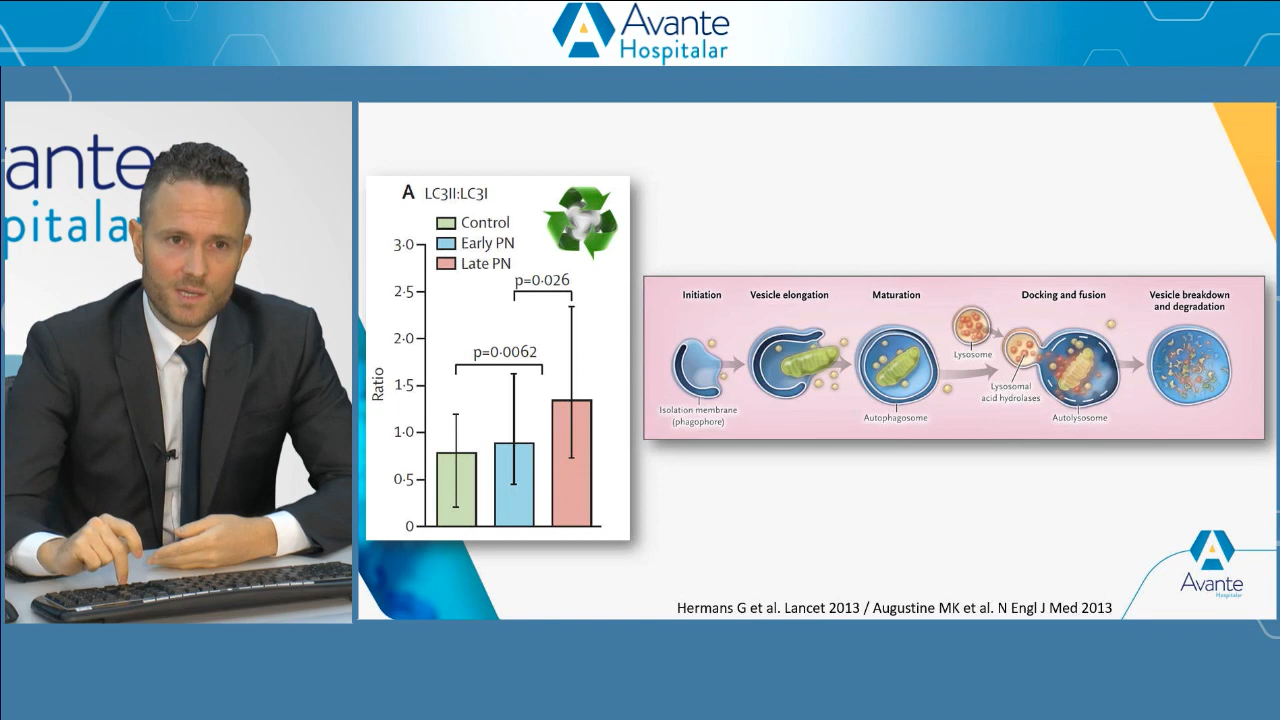 Avante
Hospitalar
vante
pitala
A LC3II:LC3I
Control
Early PN
Late PN
3·0
2·5
2·0
1·5
1·0
0·5
0
Ratio
p=0·026
p=0·0062
Initiation
Vesicle elongation
Maturation
Docking and fusion
Vesicle breakdown
and degradation
Lysosome
Lysosomal
acid hydrolases
Isolation membrane
(phagophore)
Autophagosome
Autolysosome
Avante
Hospitalar
Hermans G et al. Lancet 2013 / Augustine MK et al. N Engl J Med 2013